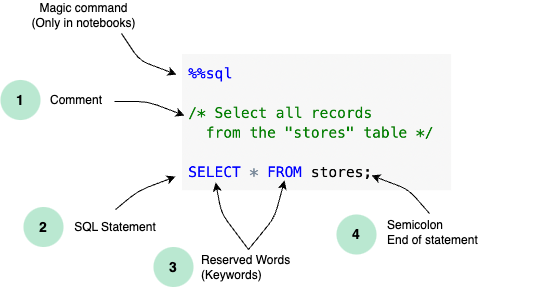 Magic command
(Only in notebooks)
%%sql
1 Comment
/* Select all records
from the "stores" table */
SELECT * FROM stores;
2 SQL Statement
3 Reserved Words
(Keywords)
4 Semicolon
End of statement